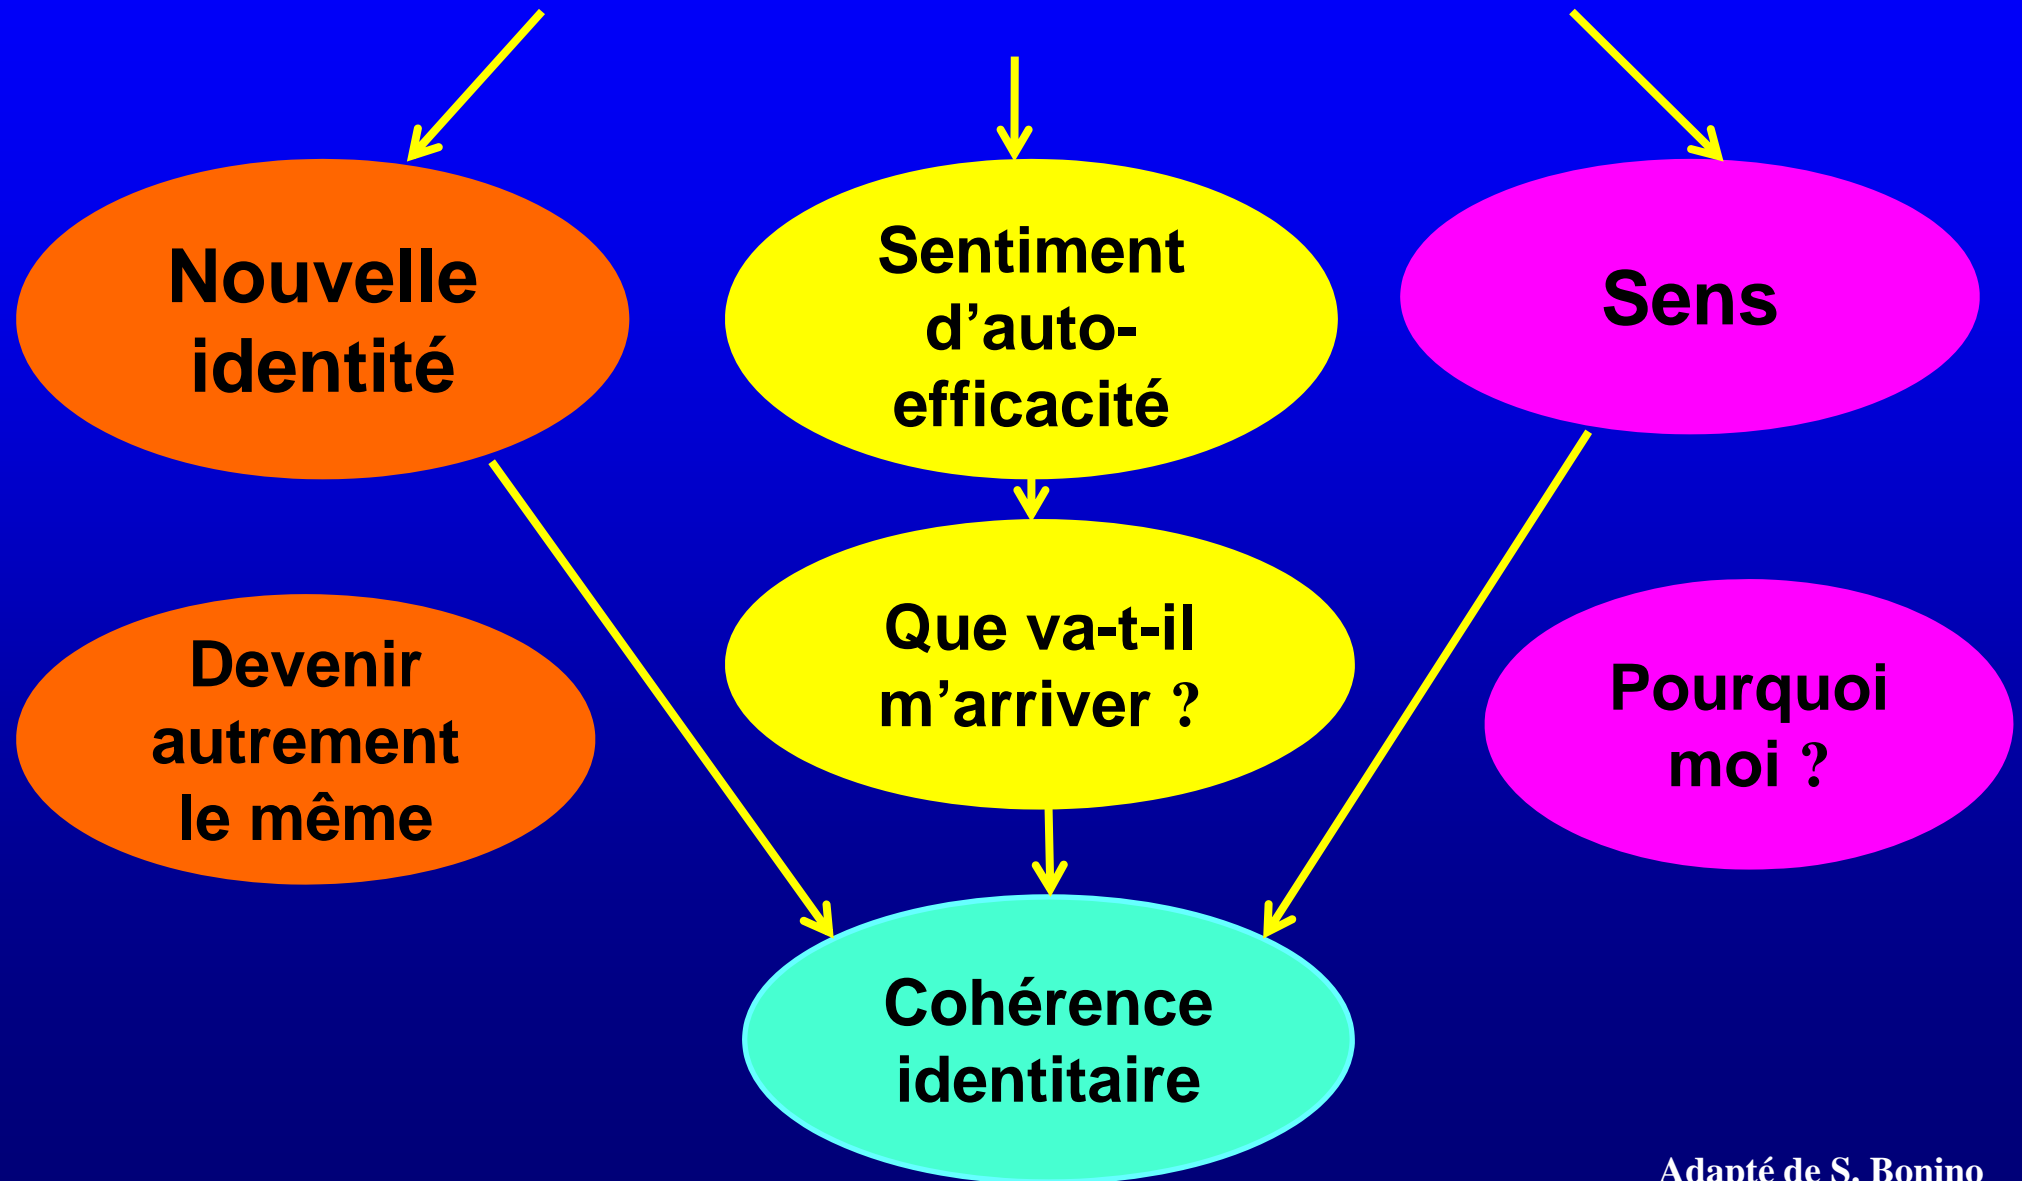 Nouvelle
identité
Sentiment
d’auto-
efficacité
Sens
Devenir
autrement
le même
Que va-t-il
m’arriver ?
Pourquoi
moi ?
Cohérence
identitaire
Adapté de S. Bonino